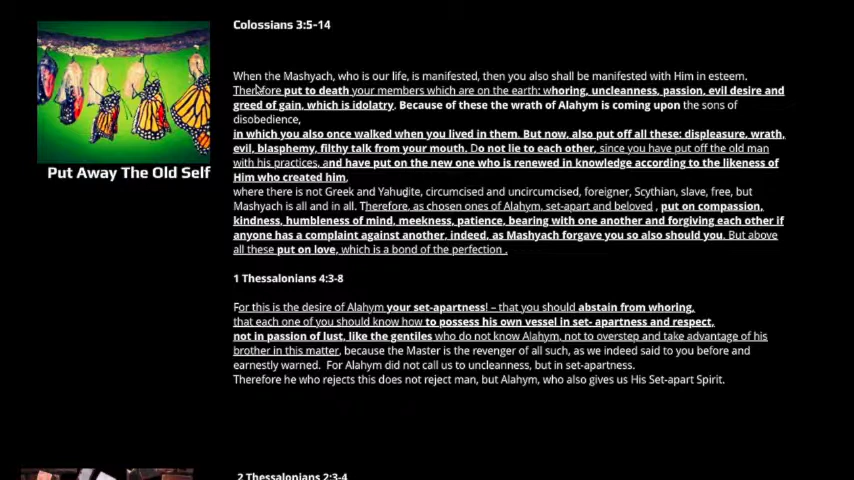 Colossians 3:5-14
When the Mashyach, who is our life, is manifested, then you also shall be manifested with Him in esteem.
Therefore put to death your members which are on the earth: whoring, uncleanness, passion, evil desire and
greed of gain, which is idolatry. Because of these the wrath of Alahym is coming upon the sons of
disobedience,
in which you also once walked when you lived in them. But now, also put off all these: displeasure, wrath,
evil, blasphemy, filthy talk from your mouth. Do not lie to each other, since you have put off the old man
with his practices, and have put on the new one who is renewed in knowledge according to the likeness of
Him who created him,
where there is not Greek and Yahudite, circumcised and uncircumcised, foreigner, Scythian, slave, free, but
Mashyach is all and in all. Therefore, as chosen ones of Alahym, set-apart and beloved , put on compassion,
kindness, humbleness of mind, meekness, patience, bearing with one another and forgiving each other if
anyone has a complaint against another, indeed, as Mashyach forgave you so also should you. But above
all these put on love, which is a bond of the perfection .
Put Away The Old Self
1 Thessalonians 4:3-8
For this is the desire of Alahym your set-apartness! – that you should abstain from whoring,
that each one of you should know how to possess his own vessel in set- apartness and respect,
not in passion of lust, like the gentiles who do not know Alahym, not to overstep and take advantage of his
brother in this matter, because the Master is the revenger of all such, as we indeed said to you before and
earnestly warned. For Alahym did not call us to uncleanness, but in set-apartness.
Therefore he who rejects this does not reject man, but Alahym, who also gives us His Set-apart Spirit.
2 Thessalonians 2:3-4